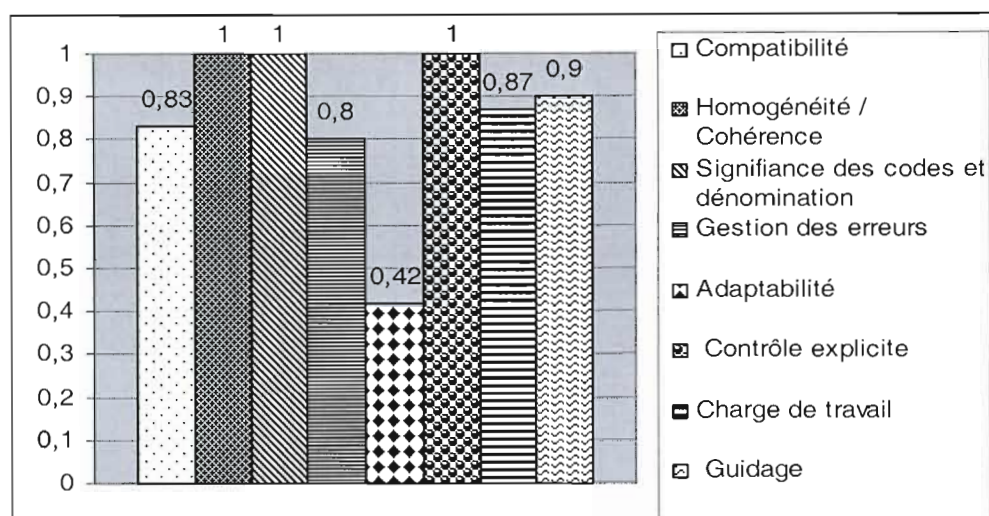 1 1 1
1
0,9
0,8
0,7
0,6
0,5
0,4
0,3
0,2
0,1
0
0,83
0,8
0,42
0,87
0,9
Compatibilité
Homogénéité /
Cohérence
Signifiance des codes et
dénomination
Gestion des erreurs
Adaptabilité
Contrôle explicite
Charge de travail
Guidage